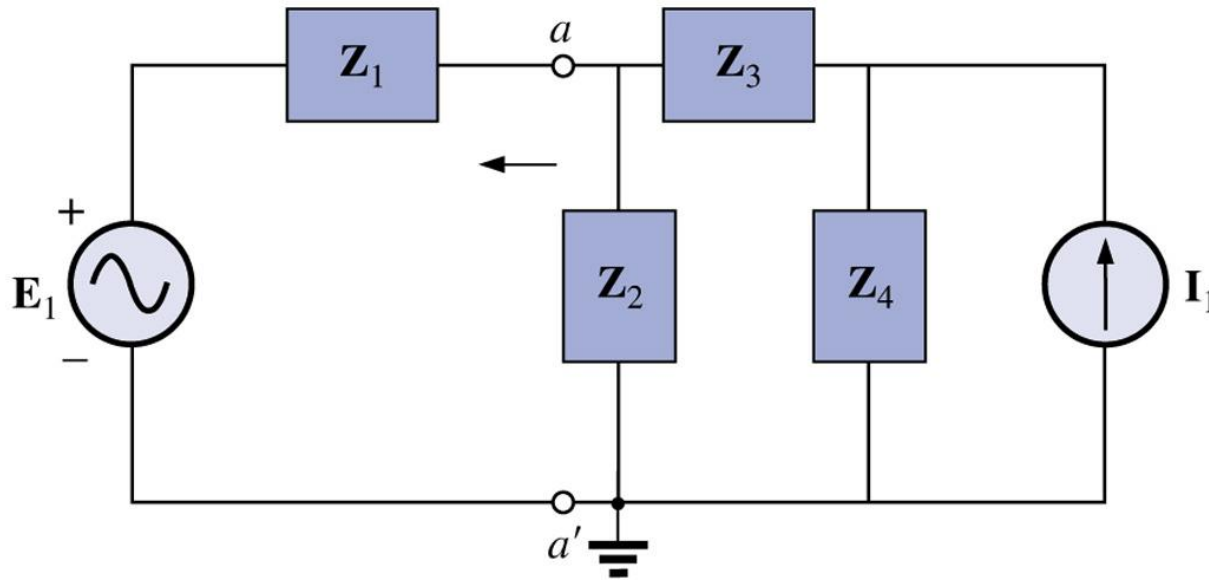 a
Z₁
Z₃
+
E₁
−
Z₂
Z₄
I₁
a′